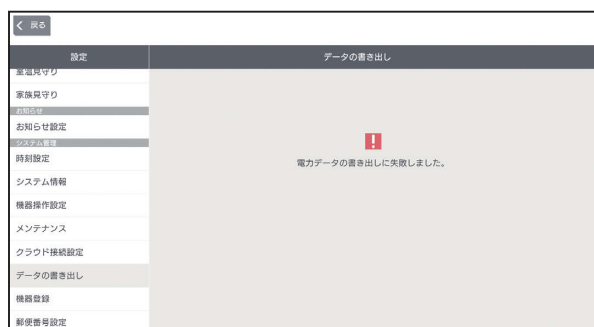 戻る
設定
データの書き出し
室温見守り
家族見守り
お知らせ
お知らせ設定
システム管理
時刻設定
電力データの書き出しに失敗しました。
システム情報
機器操作設定
メンテナンス
クラウド接続設定
データの書き出し
機器登録
郵便番号設定